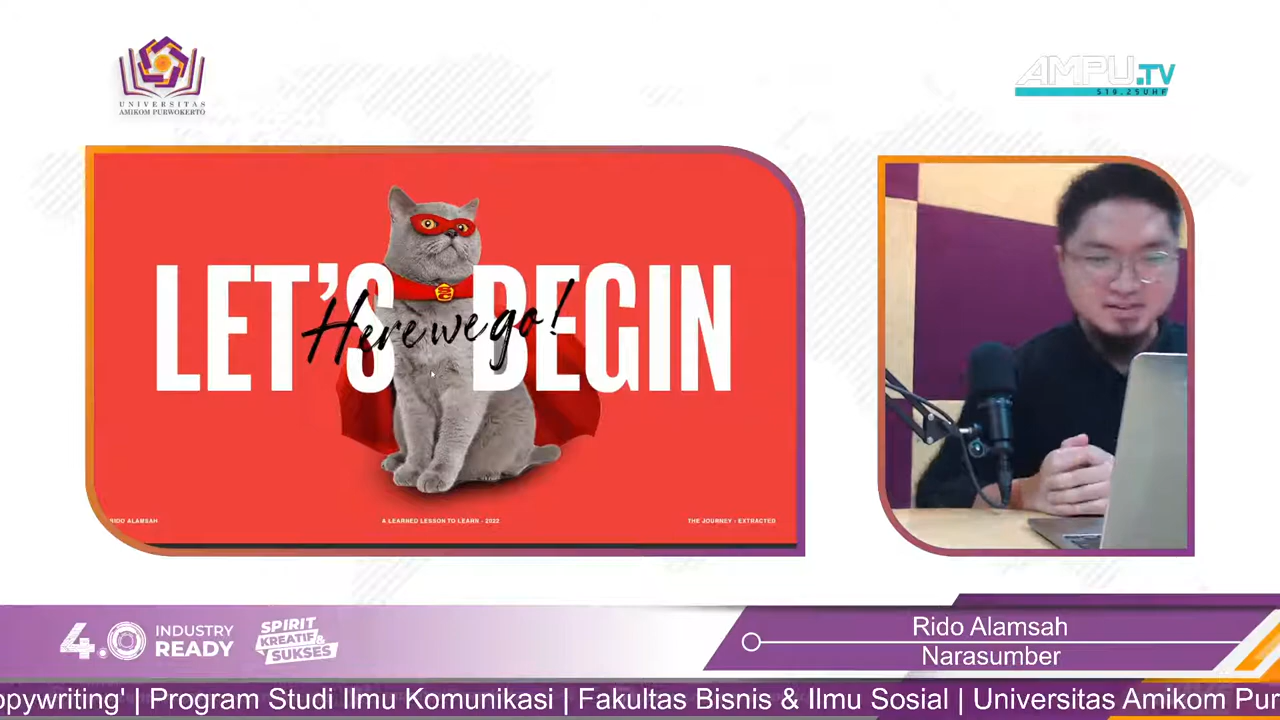 UNIVERSITAS
AMIKOM PURWOKERTO
AMPU.TV
S19.25UHF
LET'S BEGIN
Here we go!
RIDO ALAMSAH
A LEARNED LESSON TO LEARN - 2022
THE JOURNEY - EXTRACTED
4.0 INDUSTRY
READY
SPIRIT
KREATIF &
SUKSES
Rido Alamsah
Narasumber
opywriting' | Program Studi Ilmu Komunikasi | Fakultas Bisnis & Ilmu Sosial | Universitas Amikom Pur